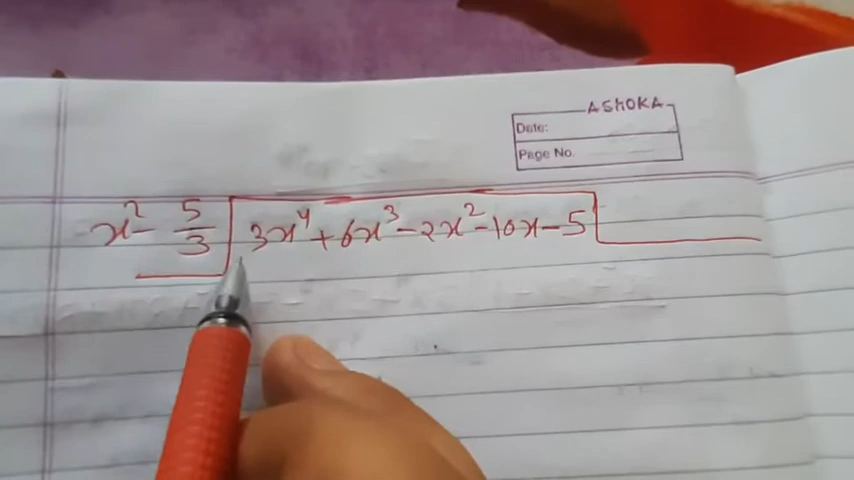 ASHOKA
Date:
Page No.
x² - 5/3 | 3x⁴ + 6x³ - 2x² - 10x - 5 |